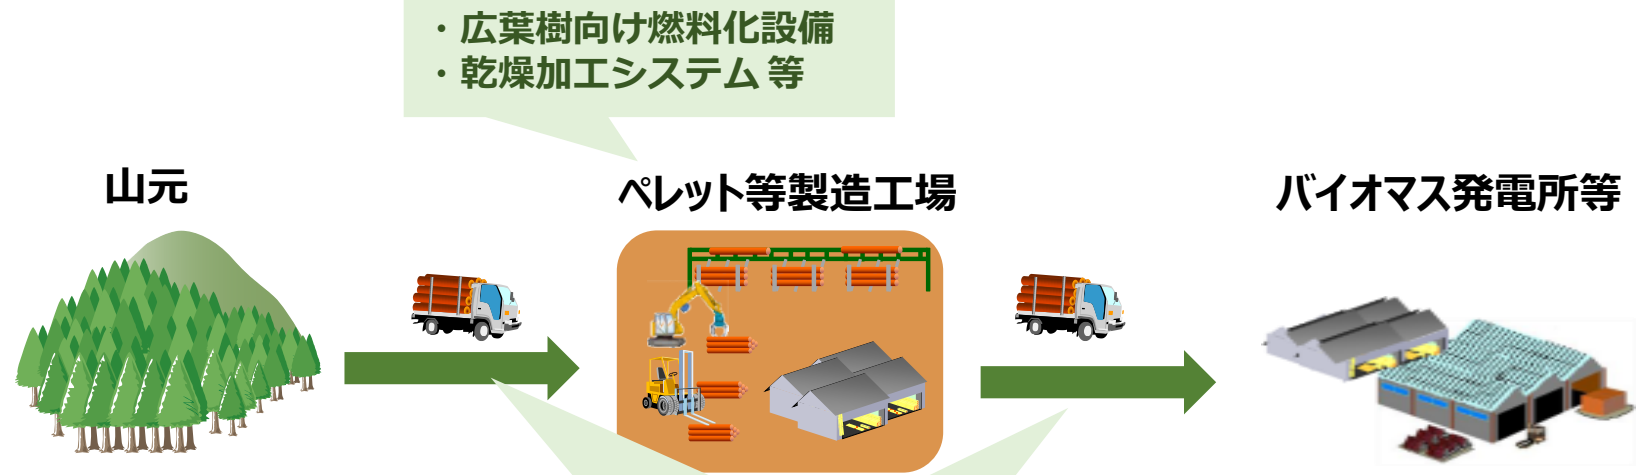 ・広葉樹向け燃料化設備
・乾燥加工システム 等
山元
ペレット等製造工場
バイオマス発電所等